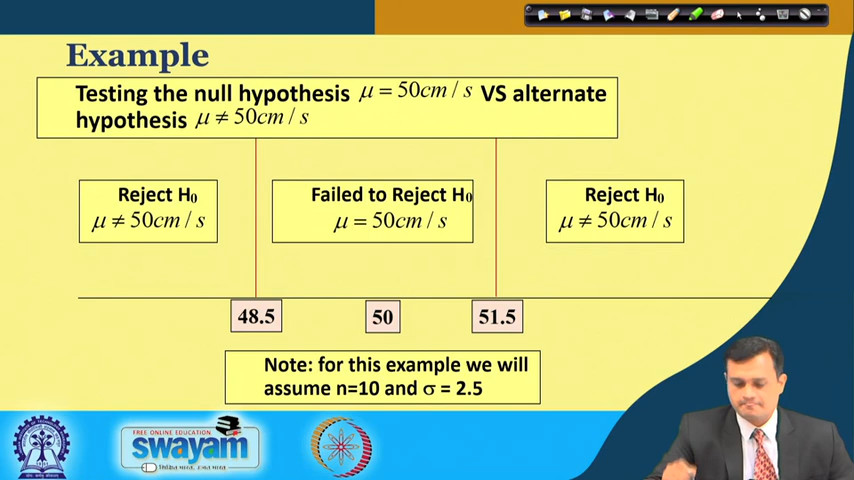 Example
Testing the null hypothesis μ = 50cm / s VS alternate
hypothesis μ ≠ 50cm / s
Reject H₀
μ ≠ 50cm / s
Failed to Reject H₀
μ = 50cm / s
Reject H₀
μ ≠ 50cm / s
48.5
50
51.5
Note: for this example we will
assume n=10 and σ = 2.5
FREE ONLINE EDUCATION
swayam